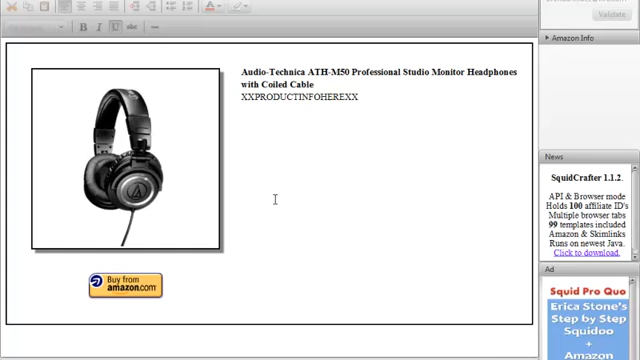 Validate
B I U abc
Amazon Info
Audio-Technica ATH-M50 Professional Studio Monitor Headphones
with Coiled Cable
XXPRODUCTINFOHEREXX
Buy from
amazon.com
News
SquidCrafter 1.1.2.
API & Browser mode
Holds 100 affiliate ID's
Multiple browser tabs
99 templates included
Amazon & Skimlinks
Runs on newest Java.
Click to download.
Ad
Squid Pro Quo
Erica Stone's
Step by Step
Squidoo
+
Amazon